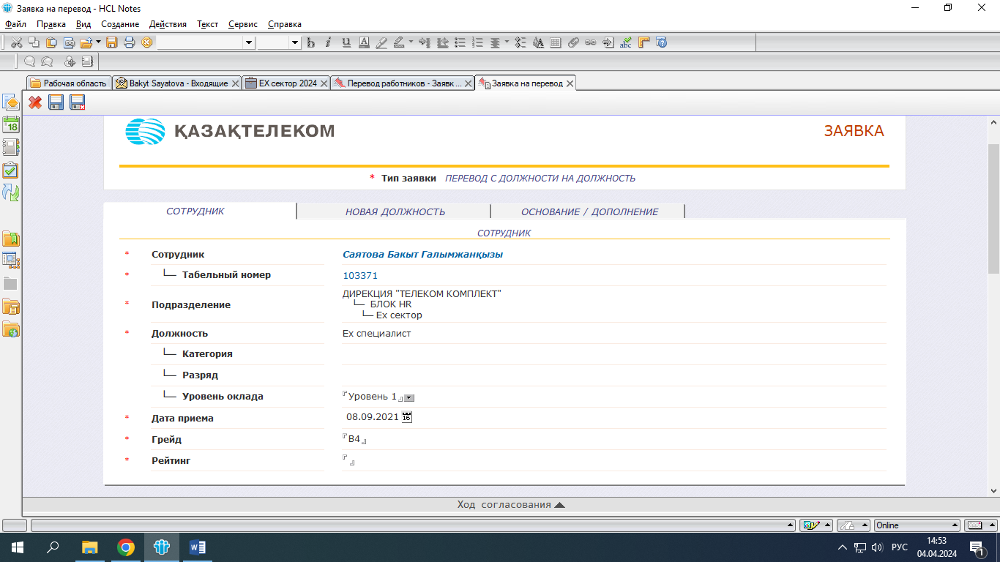 Заявка на перевод - HCL Notes
Файл Правка Вид Создание Действия Текст Сервис Справка
Рабочая область Bakyt Sayatova - Входящие EX сектор 2024 Перевод работников - Заявк ... Заявка на перевод
ҚАЗАҚТЕЛЕКОМ ЗАЯВКА
* Тип заявки ПЕРЕВОД С ДОЛЖНОСТИ НА ДОЛЖНОСТЬ
СОТРУДНИК НОВАЯ ДОЛЖНОСТЬ ОСНОВАНИЕ / ДОПОЛНЕНИЕ
СОТРУДНИК
* Сотрудник Саятова Бакыт Галымжанқызы
* Табельный номер 103371
* Подразделение ДИРЕКЦИЯ "ТЕЛЕКОМ КОМПЛЕКТ"
БЛОК HR
Ex сектор
* Должность Ex специалист
Категория
Разряд
Уровень оклада Уровень 1
* Дата приема 08.09.2021 16
* Грейд B4
* Рейтинг
Ход согласования
Online
РУС
14:53
04.04.2024
1
18